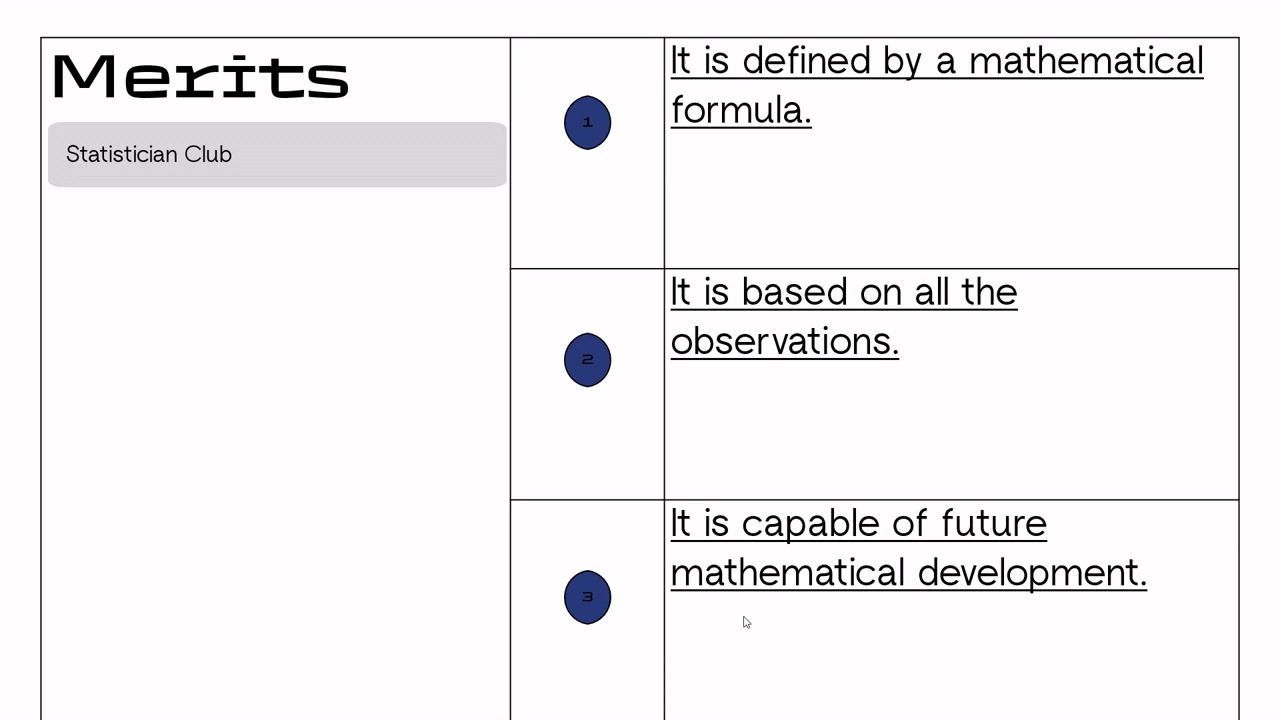 Merits
Statistician Club
1
It is defined by a mathematical
formula.
2
It is based on all the
observations.
3
It is capable of future
mathematical development.